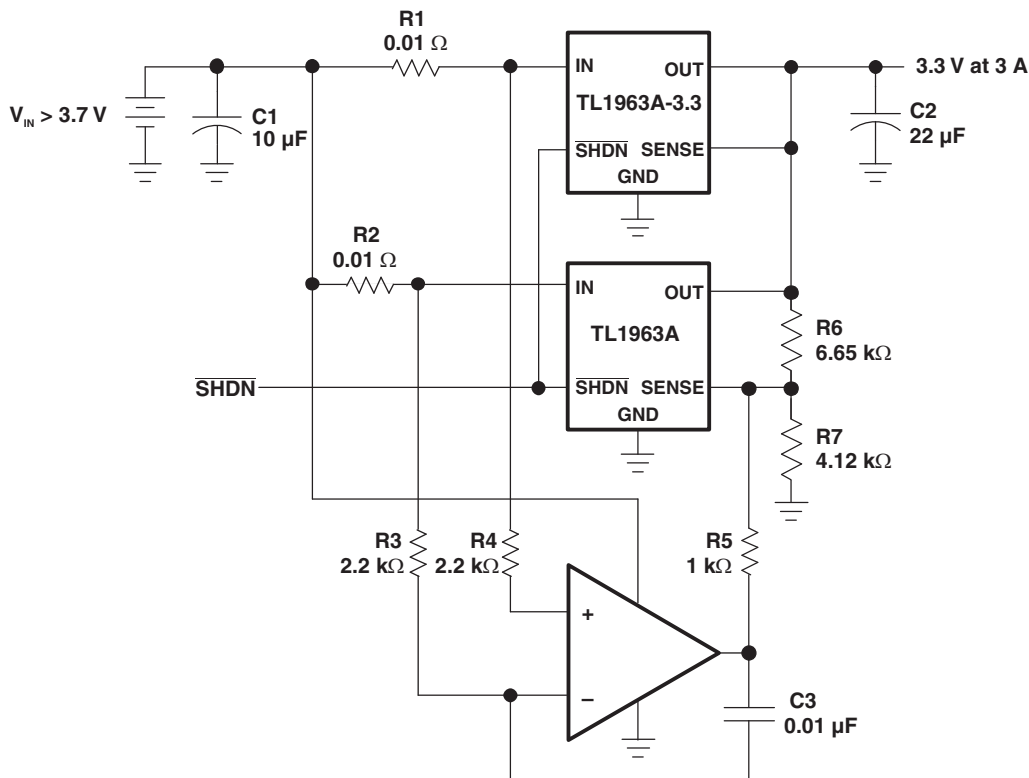 R1
0.01 Ω
IN
OUT
3.3 V at 3 A
TL1963A-3.3
V_IN > 3.7 V
C1
10 µF
C2
22 µF
SHDN
SENSE
GND
R2
0.01 Ω
IN
OUT
TL1963A
R6
6.65 kΩ
SHDN
SHDN
SENSE
GND
R7
4.12 kΩ
R3
2.2 kΩ
R4
2.2 kΩ
R5
1 kΩ
+
–
C3
0.01 µF